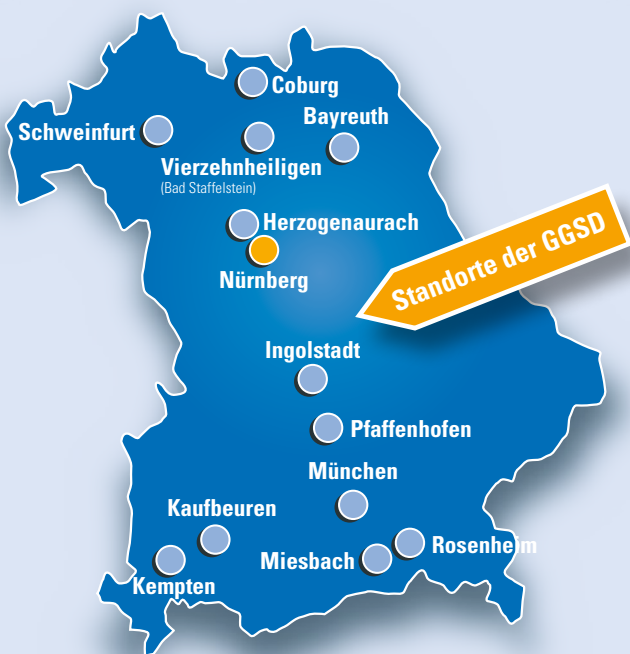 Coburg
Bayreuth
Schweinfurt
Vierzehnheiligen
(Bad Staffelstein)
Herzogenaurach
Nürnberg
Standorte der GGSD
Ingolstadt
Pfaffenhofen
München
Kaufbeuren
Rosenheim
Miesbach
Kempten